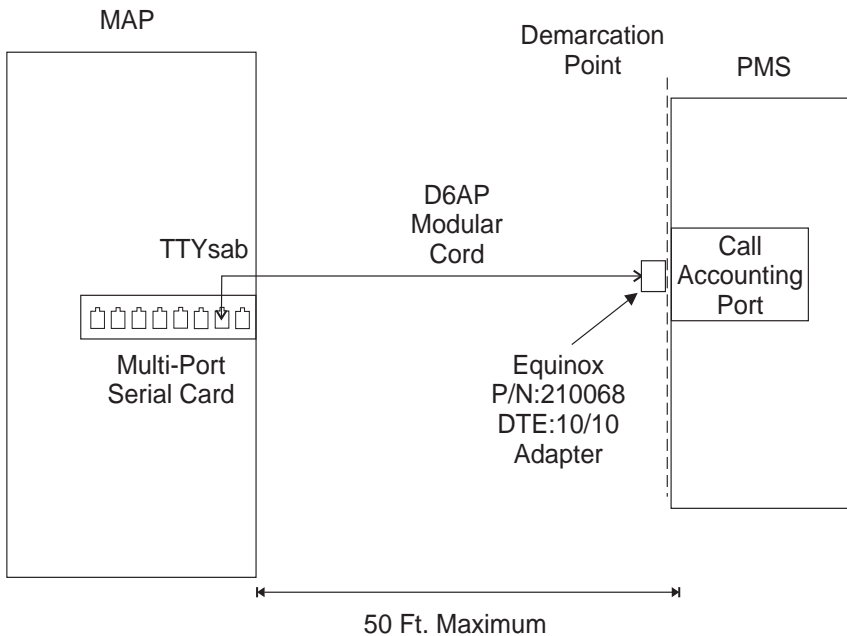 MAP
Demarcation
Point
PMS
D6AP
Modular
Cord
TTYsab
Call
Accounting
Port
Multi-Port
Serial Card
Equinox
P/N:210068
DTE:10/10
Adapter
50 Ft. Maximum